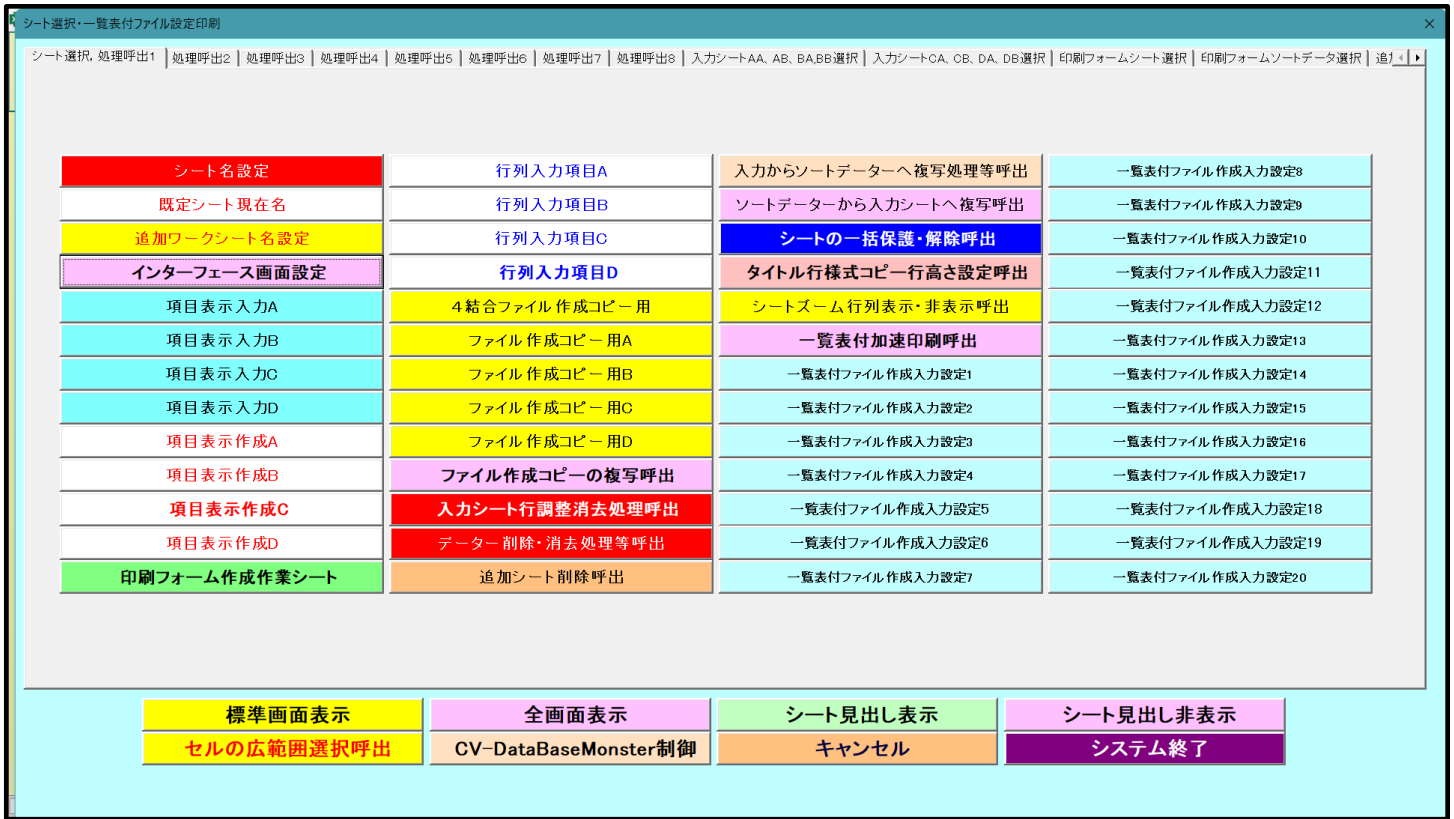 シート選択・一覧表付ファイル設定印刷
シート選択, 処理呼出1 処理呼出2 処理呼出3 処理呼出4 処理呼出5 処理呼出6 処理呼出7 処理呼出8 入力シートAA、AB、BA,BB選択 入力シートCA、CB、DA、DB選択 印刷フォームシート選択 印刷フォームソートデータ選択
シート名設定 行列入力項目A 入力からソートデーターへ複写処理等呼出 一覧表付ファイル作成入力設定8
既定シート現在名 行列入力項目B ソートデーターから入力シートへ複写呼出 一覧表付ファイル作成入力設定9
追加ワークシート名設定 行列入力項目C シートの一括保護・解除呼出 一覧表付ファイル作成入力設定10
インターフェース画面設定 行列入力項目D タイトル行様式コピー行高さ設定呼出 一覧表付ファイル作成入力設定11
項目表示入力A 4結合ファイル作成コピー用 シートズーム行列表示・非表示呼出 一覧表付ファイル作成入力設定12
項目表示入力B ファイル作成コピー用A 一覧表付加速印刷呼出 一覧表付ファイル作成入力設定13
項目表示入力C ファイル作成コピー用B 一覧表付ファイル作成入力設定1 一覧表付ファイル作成入力設定14
項目表示入力D ファイル作成コピー用C 一覧表付ファイル作成入力設定2 一覧表付ファイル作成入力設定15
項目表示作成A ファイル作成コピー用D 一覧表付ファイル作成入力設定3 一覧表付ファイル作成入力設定16
項目表示作成B ファイル作成コピーの複写呼出 一覧表付ファイル作成入力設定4 一覧表付ファイル作成入力設定17
項目表示作成C 入力シート行調整消去処理呼出 一覧表付ファイル作成入力設定5 一覧表付ファイル作成入力設定18
項目表示作成D データー削除・消去処理等呼出 一覧表付ファイル作成入力設定6 一覧表付ファイル作成入力設定19
印刷フォーム作成作業シート 追加シート削除呼出 一覧表付ファイル作成入力設定7 一覧表付ファイル作成入力設定20
標準画面表示 全画面表示 シート見出し表示 シート見出し非表示
セルの広範囲選択呼出 CV-DataBaseMonster制御 キャンセル システム終了